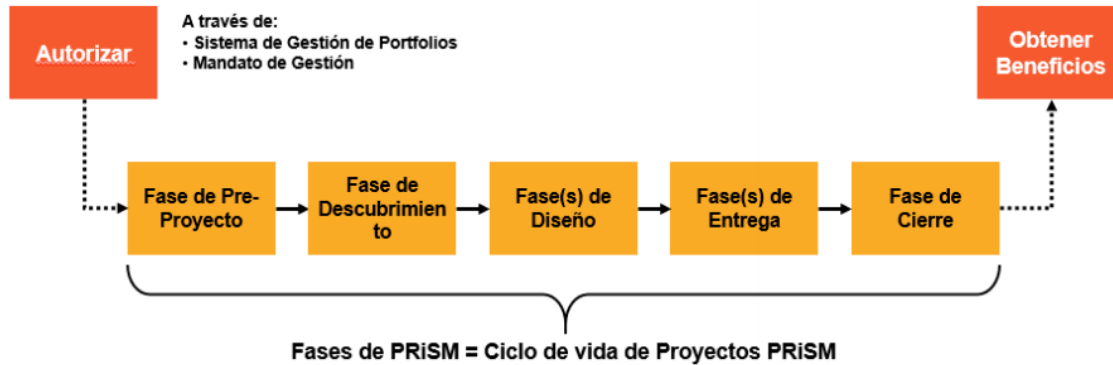 Autorizar
A través de:
• Sistema de Gestión de Portfolios
• Mandato de Gestión
Obtener
Beneficios
Fase de Pre-
Proyecto
Fase de
Descubrimien
to
Fase(s) de
Diseño
Fase(s) de
Entrega
Fase de
Cierre
Fases de PRiSM = Ciclo de vida de Proyectos PRiSM